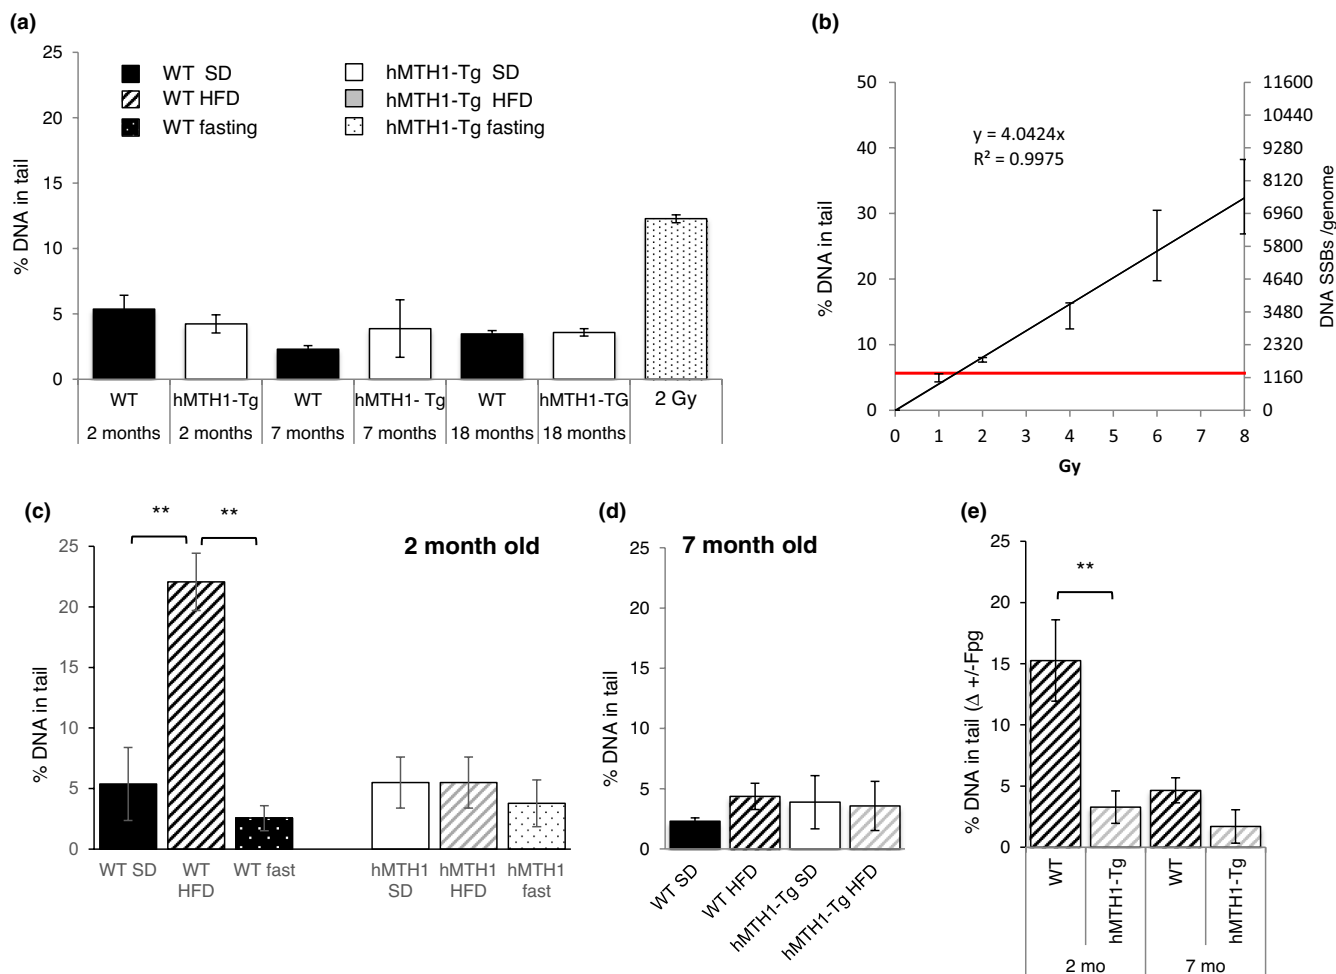 (a)
25
20
15
10
5
0
% DNA in tail
WT SD
WT HFD
WT fasting
hMTH1-Tg SD
hMTH1-Tg HFD
hMTH1-Tg fasting
WT hMTH1-Tg WT hMTH1- Tg WT hMTH1-TG 2 Gy
2 months 2 months 7 months 7 months 18 months 18 months
(b)
50
40
30
20
10
0
% DNA in tail
y = 4.0424x
R² = 0.9975
11600
10440
9280
8120
6960
5800
4640
3480
2320
1160
0
DNA SSBs /genome
0 1 2 3 4 5 6 7 8
Gy
(c)
** **
2 month old
25
20
15
10
5
0
% DNA in tail
WT SD WT WT fast hMTH1 hMTH1 hMTH1
HFD SD HFD fast
(d)
7 month old
25
20
15
10
5
0
% DNA in tail
WT SD
WT HFD
hMTH1-Tg SD
hMTH1-Tg HFD
(e)
**
25
20
15
10
5
0
% DNA in tail (Δ +/-Fpg
WT
hMTH1-Tg
WT
hMTH1-Tg
2 mo 7 mo